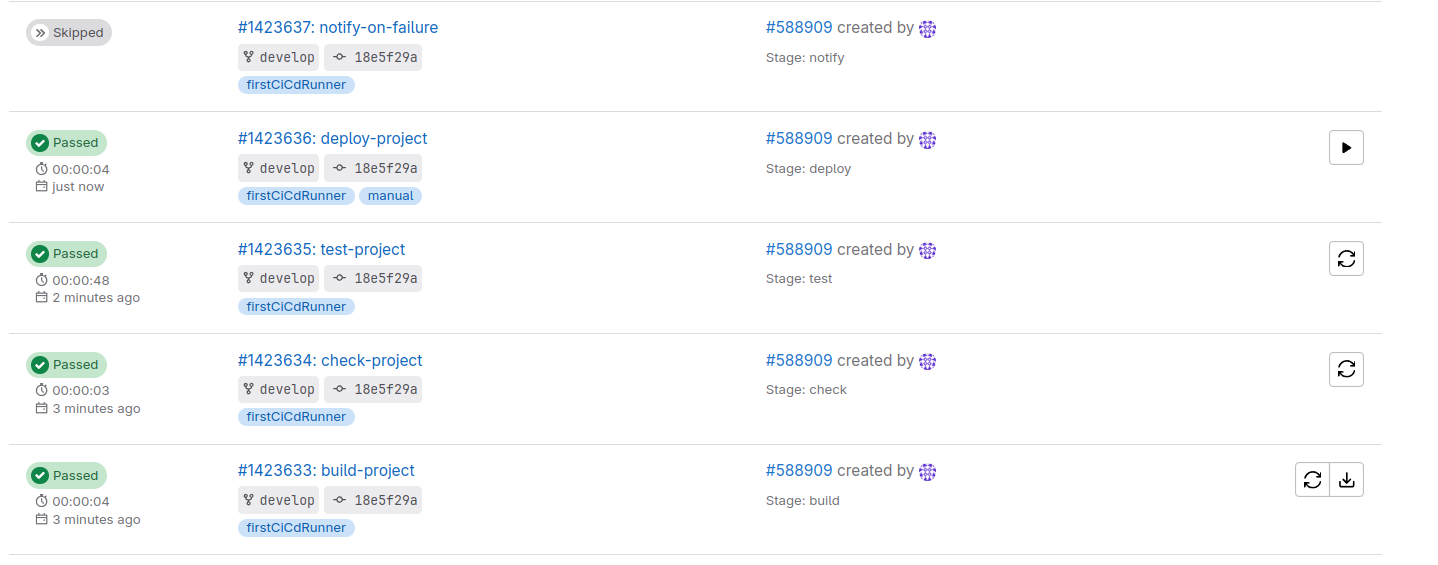 Skipped
#1423637: notify-on-failure
#588909 created by
develop 18e5f29a
Stage: notify
firstCiCdRunner
Passed
#1423636: deploy-project
#588909 created by
00:00:04
develop 18e5f29a
Stage: deploy
just now
firstCiCdRunner manual
Passed
#1423635: test-project
#588909 created by
00:00:48
develop 18e5f29a
Stage: test
2 minutes ago
firstCiCdRunner
Passed
#1423634: check-project
#588909 created by
00:00:03
develop 18e5f29a
Stage: check
3 minutes ago
firstCiCdRunner
Passed
#1423633: build-project
#588909 created by
00:00:04
develop 18e5f29a
Stage: build
3 minutes ago
firstCiCdRunner